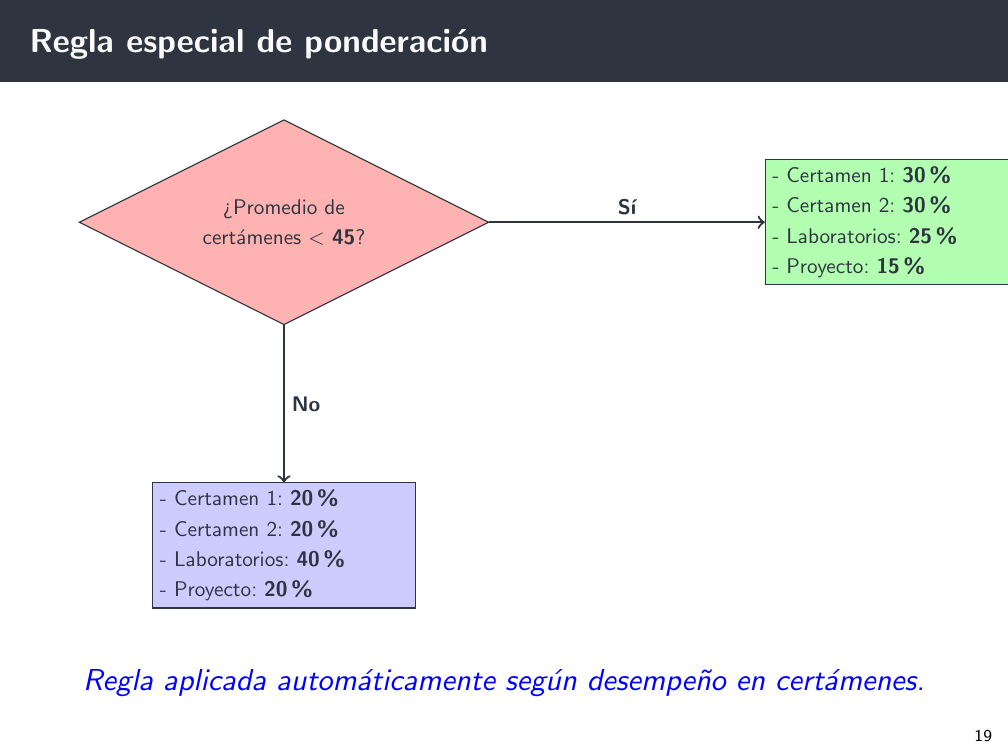 Regla especial de ponderación
¿Promedio de
certámenes < 45?
Sí
- Certamen 1: 30 %
- Certamen 2: 30 %
- Laboratorios: 25 %
- Proyecto: 15 %
No
- Certamen 1: 20 %
- Certamen 2: 20 %
- Laboratorios: 40 %
- Proyecto: 20 %
Regla aplicada automáticamente según desempeño en certámenes.
19